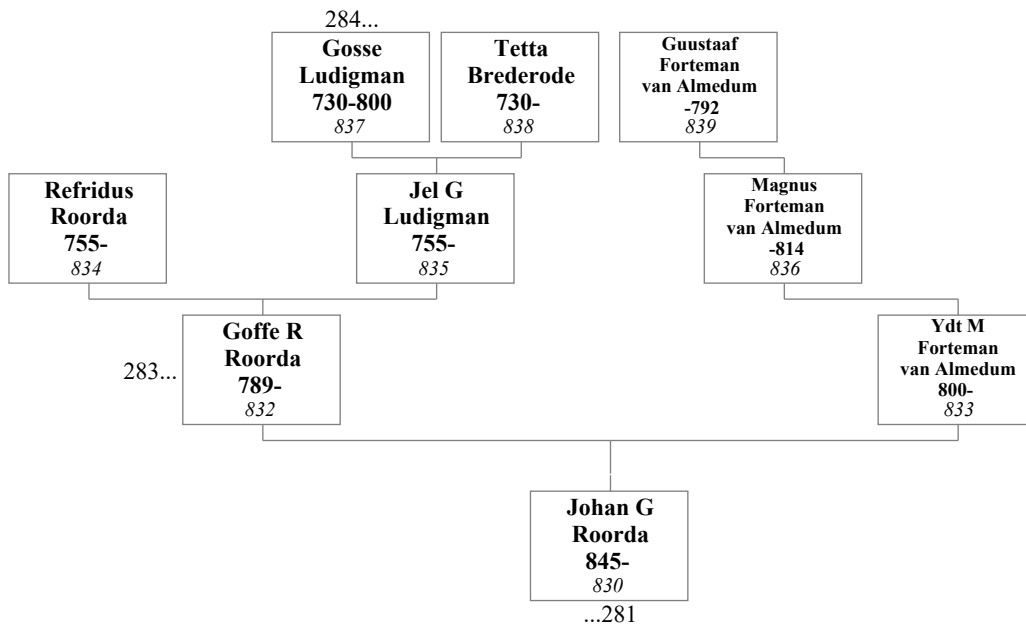 284...
Gosse
Ludigman
730-800
837
Tetta
Brederode
730-
838
Guustaaf
Forteman
van Almedum
-792
839
Refridus
Roorda
755-
834
Jel G
Ludigman
755-
835
Magnus
Forteman
van Almedum
-814
836
283...
Goffe R
Roorda
789-
832
Ydt M
Forteman
van Almedum
800-
833
Johan G
Roorda
845-
830
...281